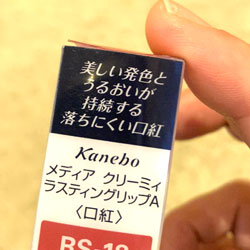 美しい発色と
うるおいが
持続する
落ちにくい口紅
Kanebo
メディア クリーミィ
ラスティングリップA
〈口紅〉